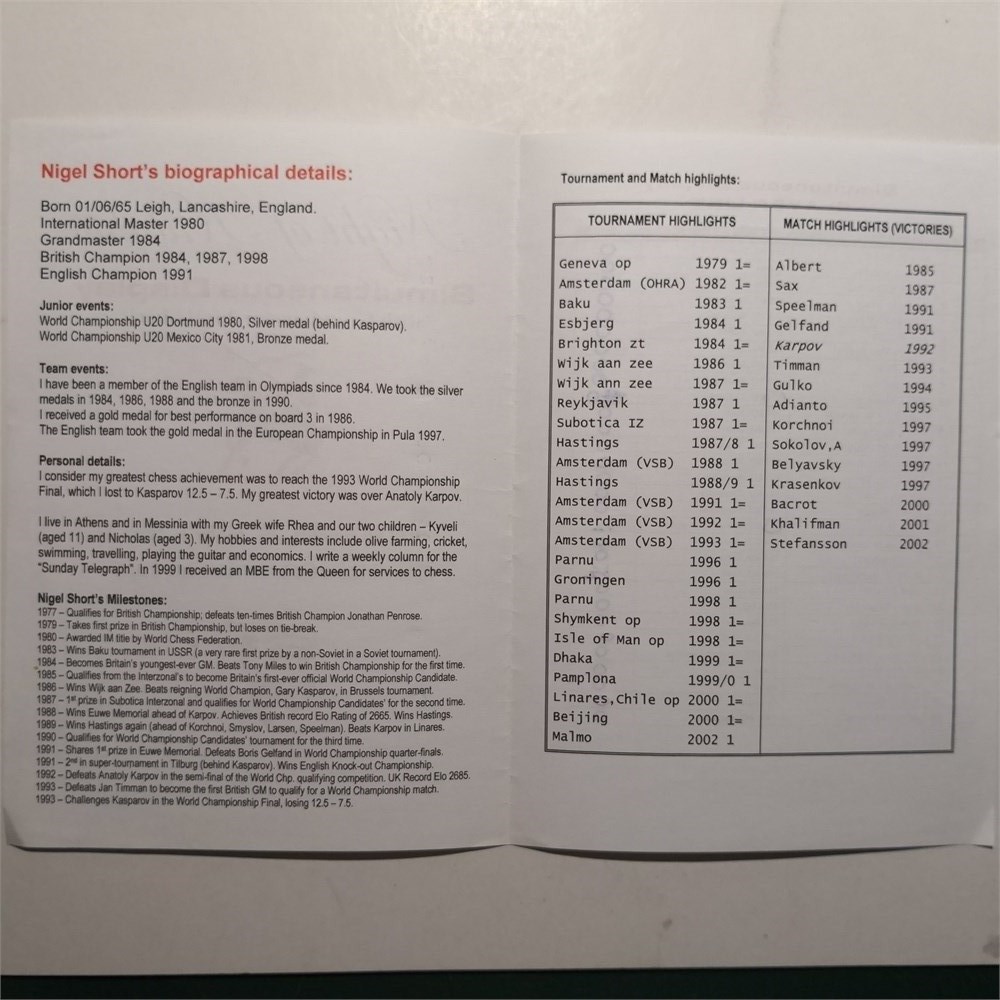 Nigel Short's biographical details:
Born 01/06/65 Leigh, Lancashire, England.
International Master 1980
Grandmaster 1984
British Champion 1984, 1987, 1998
English Champion 1991
Junior events:
World Championship U20 Dortmund 1980, Silver medal (behind Kasparov).
World Championship U20 Mexico City 1981, Bronze medal.
Team events:
I have been a member of the English team in Olympiads since 1984. We took the silver
medals in 1984, 1986, 1988 and the bronze in 1990.
I received a gold medal for best performance on board 3 in 1986.
The English team took the gold medal in the European Championship in Pula 1997.
Personal details:
I consider my greatest chess achievement was to reach the 1993 World Championship
Final, which I lost to Kasparov 12.5 – 7.5. My greatest victory was over Anatoly Karpov.
I live in Athens and in Messinia with my Greek wife Rhea and our two children – Kyveli
(aged 11) and Nicholas (aged 3). My hobbies and interests include olive farming, cricket,
swimming, travelling, playing the guitar and economics. I write a weekly column for the
"Sunday Telegraph". In 1999 I received an MBE from the Queen for services to chess.
Nigel Short's Milestones:
1977 – Qualifies for British Championship; defeats ten-times British Champion Jonathan Penrose.
1979 – Takes first prize in British Championship, but loses on tie-break.
1980 – Awarded IM title by World Chess Federation.
1983 – Wins Baku tournament in USSR (a very rare first prize by a non-Soviet in a Soviet tournament).
1984 – Becomes Britain's youngest-ever GM. Beats Tony Miles to win British Championship for the first time.
1985 – Qualifies from the Interzonal's to become Britain's first-ever official World Championship Candidate.
1986 – Wins Wijk aan Zee. Beats reigning World Champion, Gary Kasparov, in Brussels tournament.
1987 – 1st prize in Subotica Interzonal and qualifies for World Championship Candidates' for the second time.
1988 – Wins Euwe Memorial ahead of Karpov. Achieves British record Elo Rating of 2665. Wins Hastings.
1989 – Wins Hastings again (ahead of Korchnoi, Smyslov, Larsen, Speelman). Beats Karpov in Linares.
1990 – Qualifies for World Championship Candidates' tournament for the third time.
1991 – Shares 1st prize in Euwe Memorial. Defeats Boris Gelfand in World Championship quarter-finals.
1991 – 2nd in super-tournament in Tilburg (behind Kasparov). Wins English Knock-out Championship.
1992 – Defeats Anatoly Karpov in the semi-final of the World Chp. qualifying competition. UK Record Elo 2685.
1993 – Defeats Jan Timman to become the first British GM to qualify for a World Championship match.
1993 – Challenges Kasparov in the World Championship Final, losing 12.5 – 7.5.
Tournament and Match highlights:
TOURNAMENT HIGHLIGHTS
Geneva op 1979 1=
Amsterdam (OHRA) 1982 1=
Baku 1983 1
Esbjerg 1984 1
Brighton zt 1984 1=
Wijk aan zee 1986 1
Wijk ann zee 1987 1=
Reykjavik 1987 1
Subotica IZ 1987 1=
Hastings 1987/8 1
Amsterdam (VSB) 1988 1
Hastings 1988/9 1
Amsterdam (VSB) 1991 1=
Amsterdam (VSB) 1992 1=
Amsterdam (VSB) 1993 1=
Parnu 1996 1
Groningen 1996 1
Parnu 1998 1
Shymkent op 1998 1=
Isle of Man op 1998 1=
Dhaka 1999 1=
Pamplona 1999/0 1
Linares,Chile op 2000 1=
Beijing 2000 1=
Malmo 2002 1
MATCH HIGHLIGHTS (VICTORIES)
Albert 1985
Sax 1987
Speelman 1991
Gelfand 1991
Karpov 1992
Timman 1993
Gulko 1994
Adianto 1995
Korchnoi 1997
Sokolov,A 1997
Belyavsky 1997
Krasenkov 1997
Bacrot 2000
Khalifman 2001
Stefansson 2002